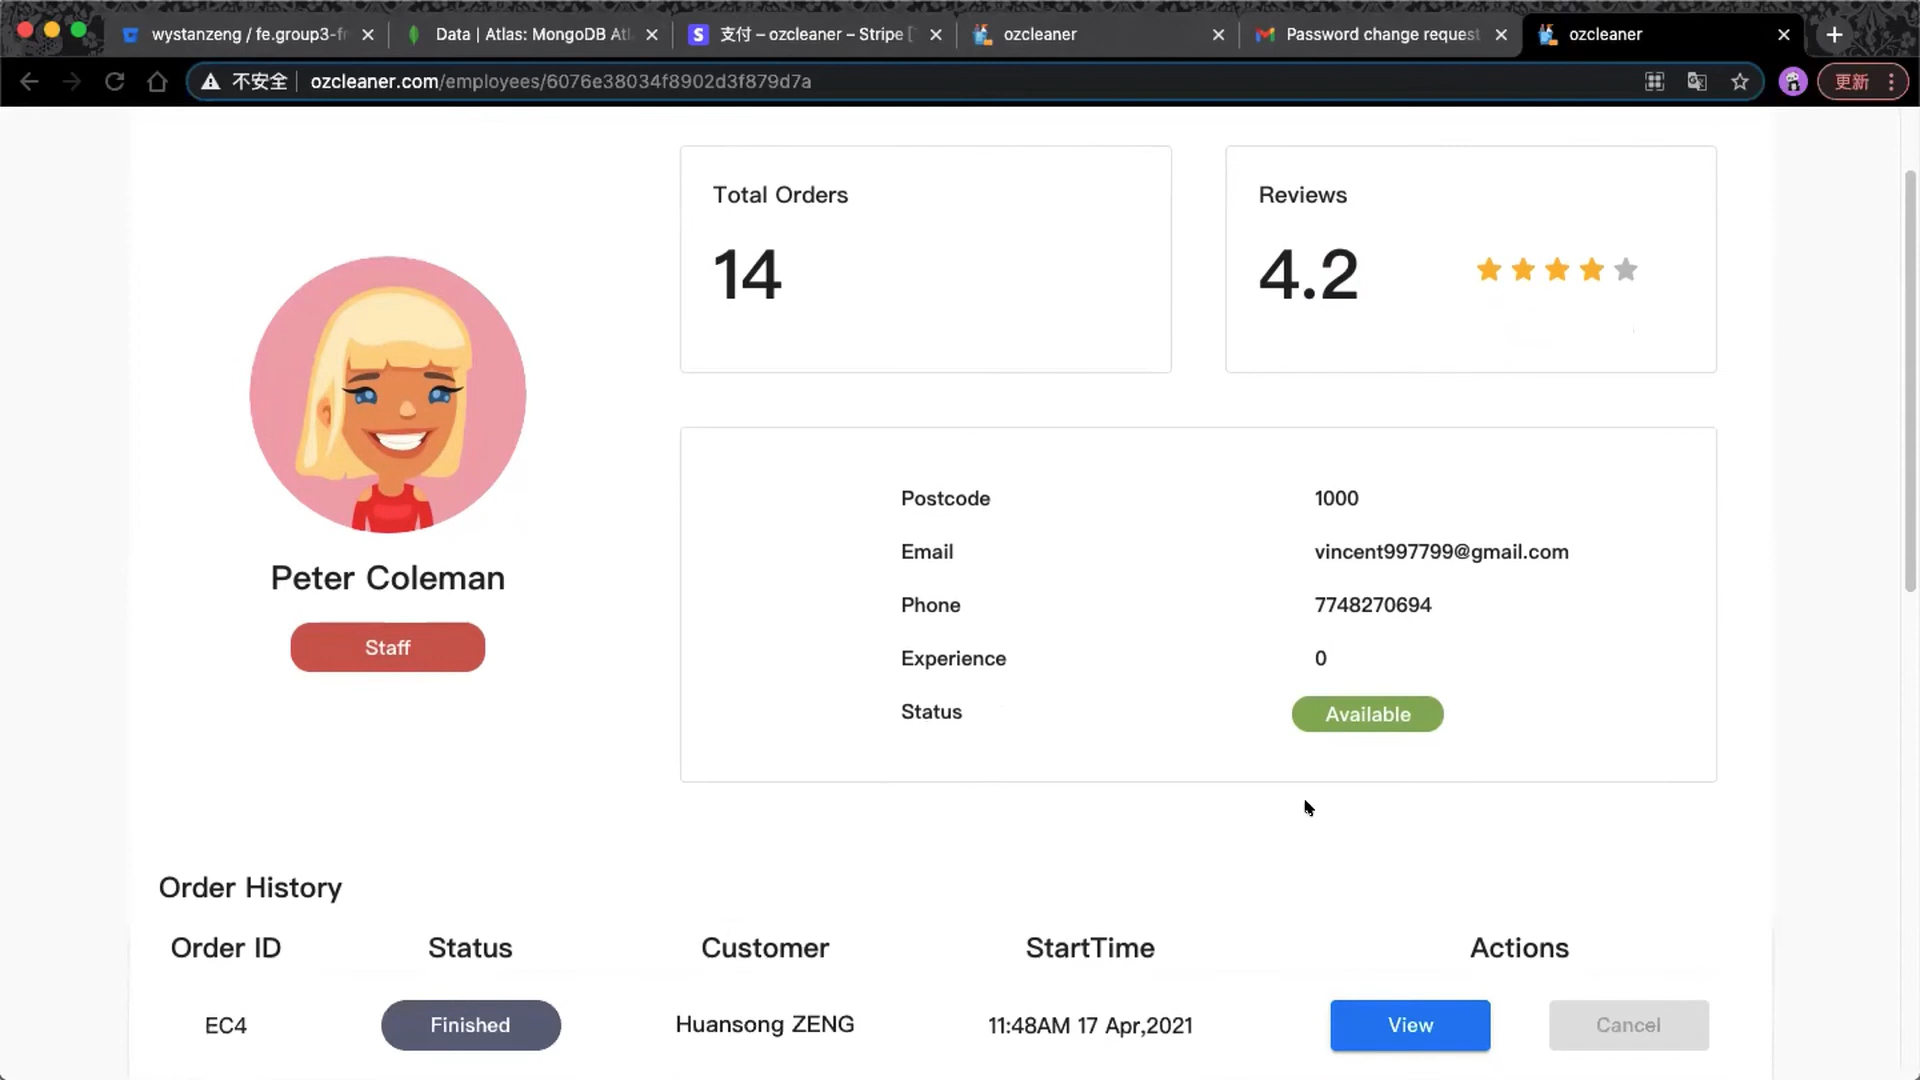 wystanzeng / fe.group3-fr
Data | Atlas: MongoDB Atl
支付 – ozcleaner – Stripe [
ozcleaner
Password change request
ozcleaner
不安全
ozcleaner.com/employees/6076e38034f8902d3f879d7a
更新
Total Orders
14
Reviews
4.2
Peter Coleman
Staff
Postcode 1000
Email vincent997799@gmail.com
Phone 7748270694
Experience 0
Status Available
Order History
Order ID Status Customer StartTime Actions
EC4 Finished Huansong ZENG 11:48AM 17 Apr,2021 View Cancel